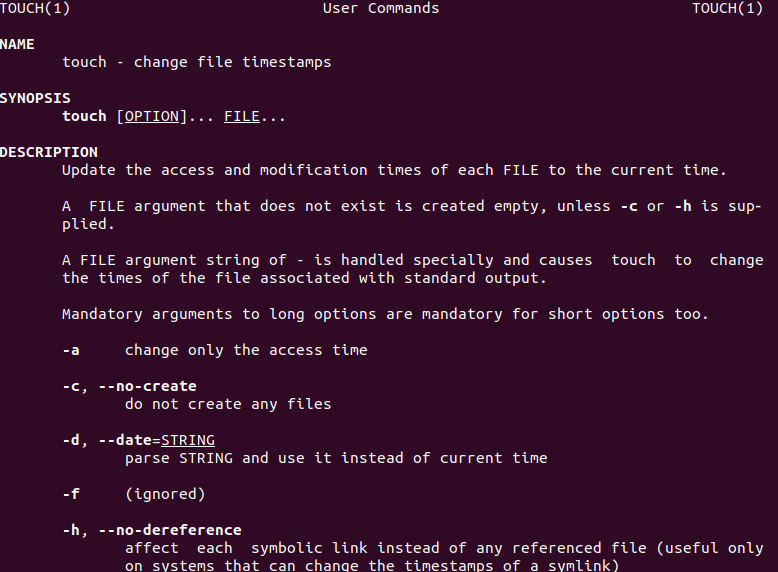 TOUCH(1) User Commands TOUCH(1)
NAME
touch - change file timestamps
SYNOPSIS
touch [OPTION]... FILE...
DESCRIPTION
Update the access and modification times of each FILE to the current time.
A FILE argument that does not exist is created empty, unless -c or -h is sup-
plied.
A FILE argument string of - is handled specially and causes touch to change
the times of the file associated with standard output.
Mandatory arguments to long options are mandatory for short options too.
-a change only the access time
-c, --no-create
do not create any files
-d, --date=STRING
parse STRING and use it instead of current time
-f (ignored)
-h, --no-dereference
affect each symbolic link instead of any referenced file (useful only
on systems that can change the timestamps of a symlink)